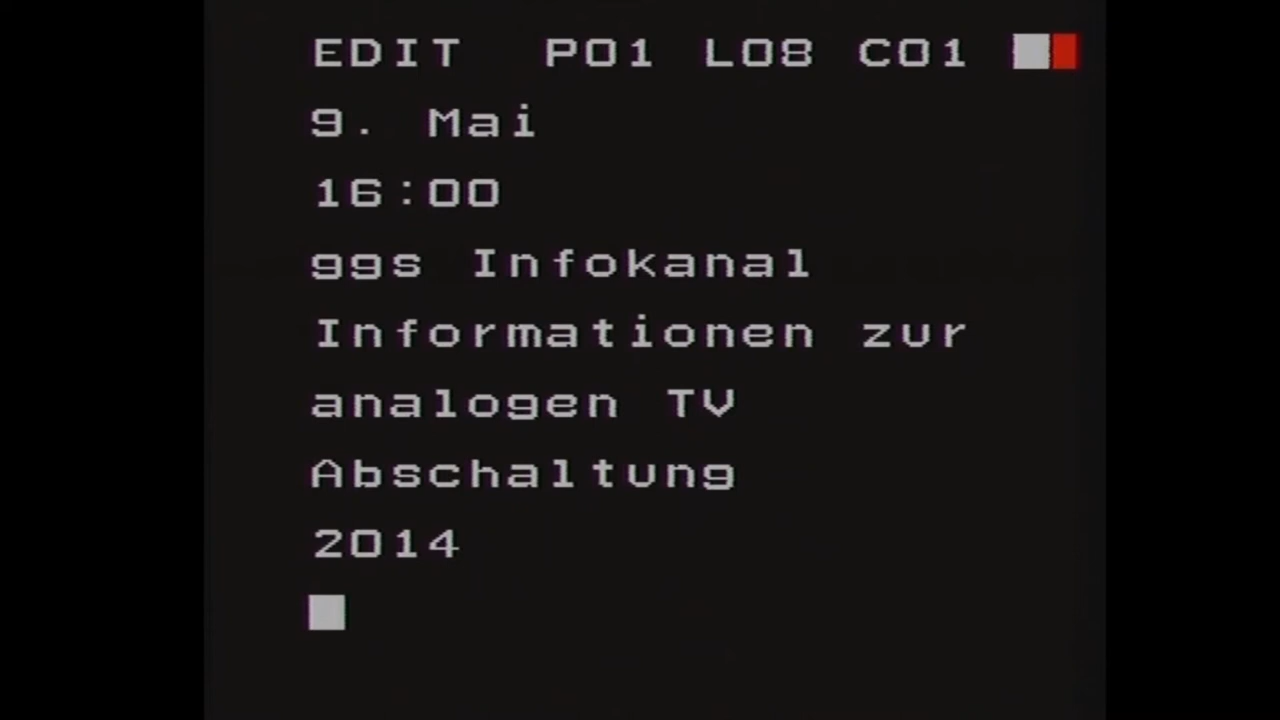 EDIT P01 L08 C01
9. Mai
16:00
ggs Infokanal
Informationen zur
analogen TV
Abschaltung
2014